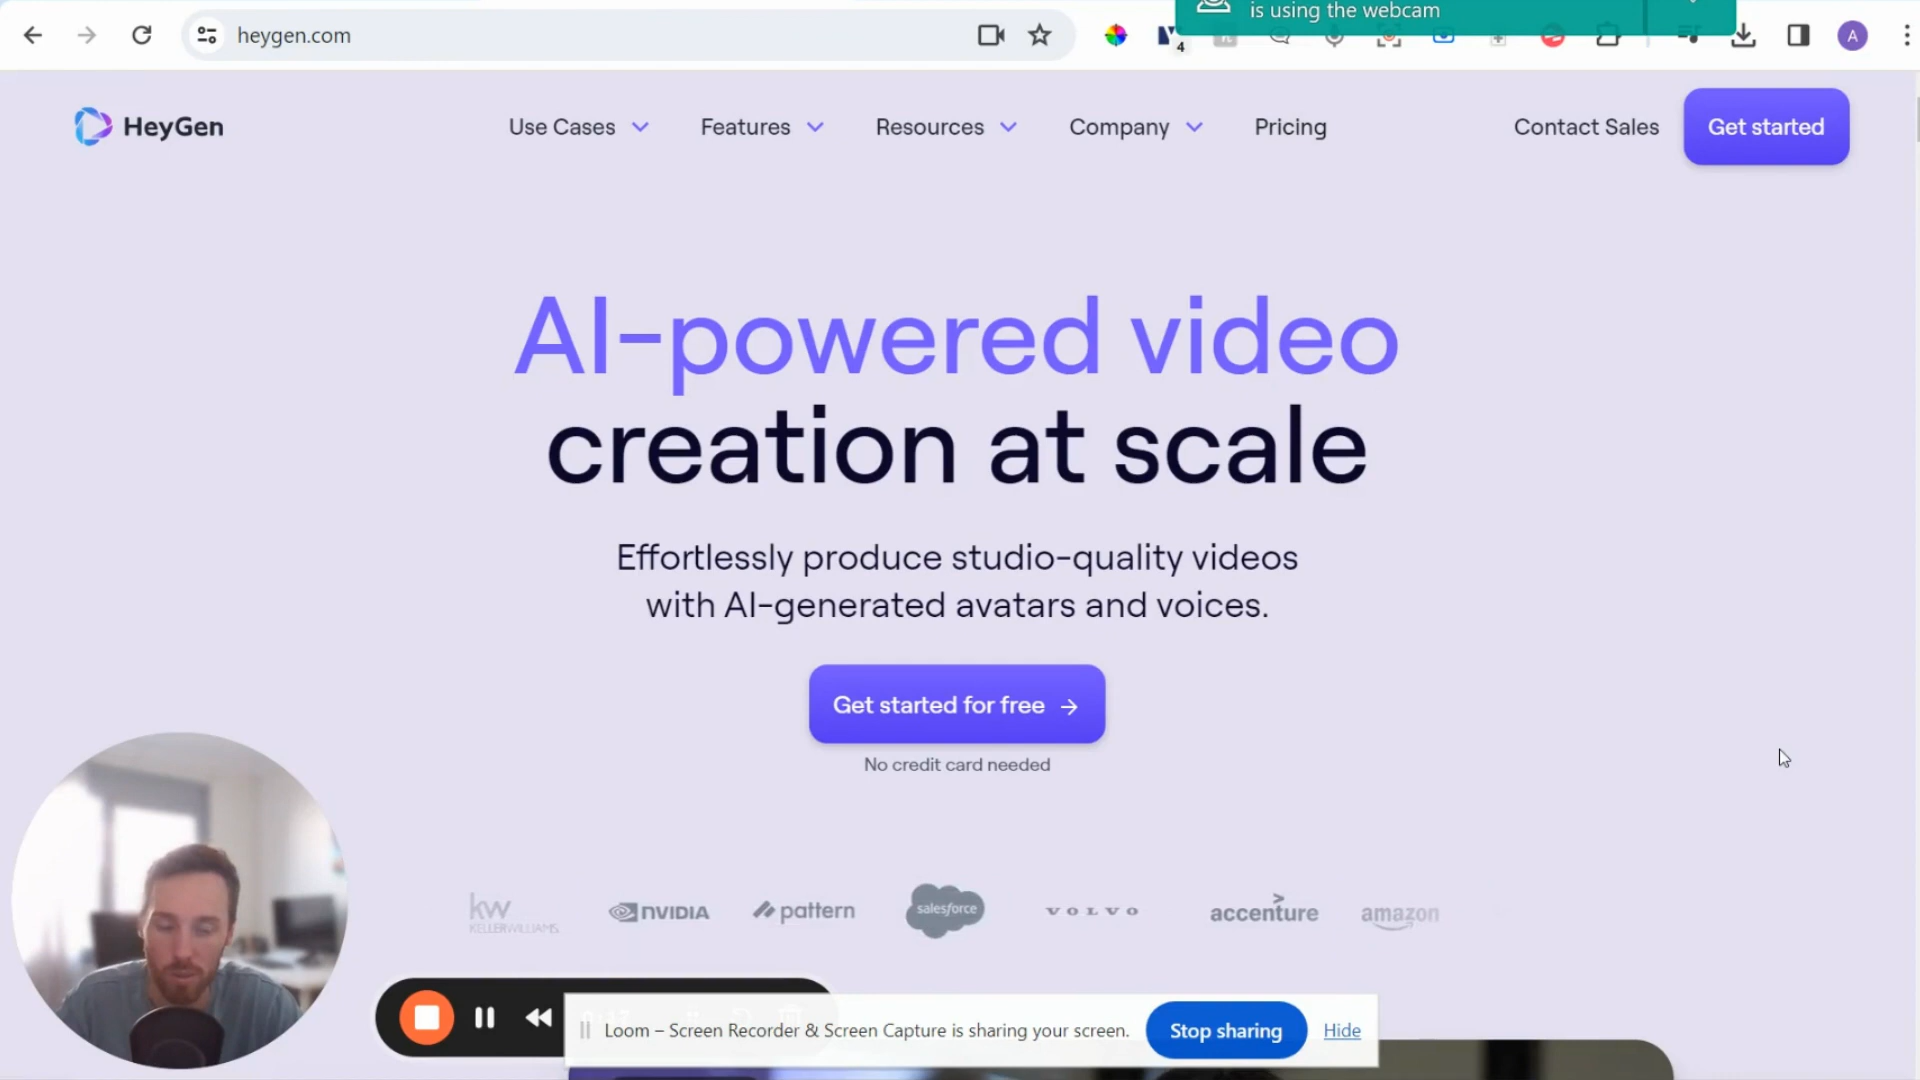 is using the webcam
heygen.com
4
A
HeyGen
Use Cases
Features
Resources
Company
Pricing
Contact Sales
Get started
AI-powered video
creation at scale
Effortlessly produce studio-quality videos
with AI-generated avatars and voices.
Get started for free →
No credit card needed
kw
KELLERWILLIAMS
NVIDIA
pattern
salesforce
VOLVO
accenture
amazon
Loom – Screen Recorder & Screen Capture is sharing your screen.
Stop sharing
Hide